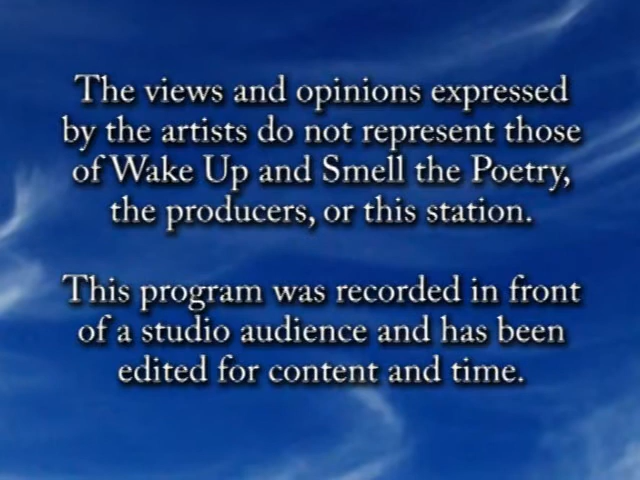 The views and opinions expressed
by the artists do not represent those
of Wake Up and Smell the Poetry,
the producers, or this station.
This program was recorded in front
of a studio audience and has been
edited for content and time.